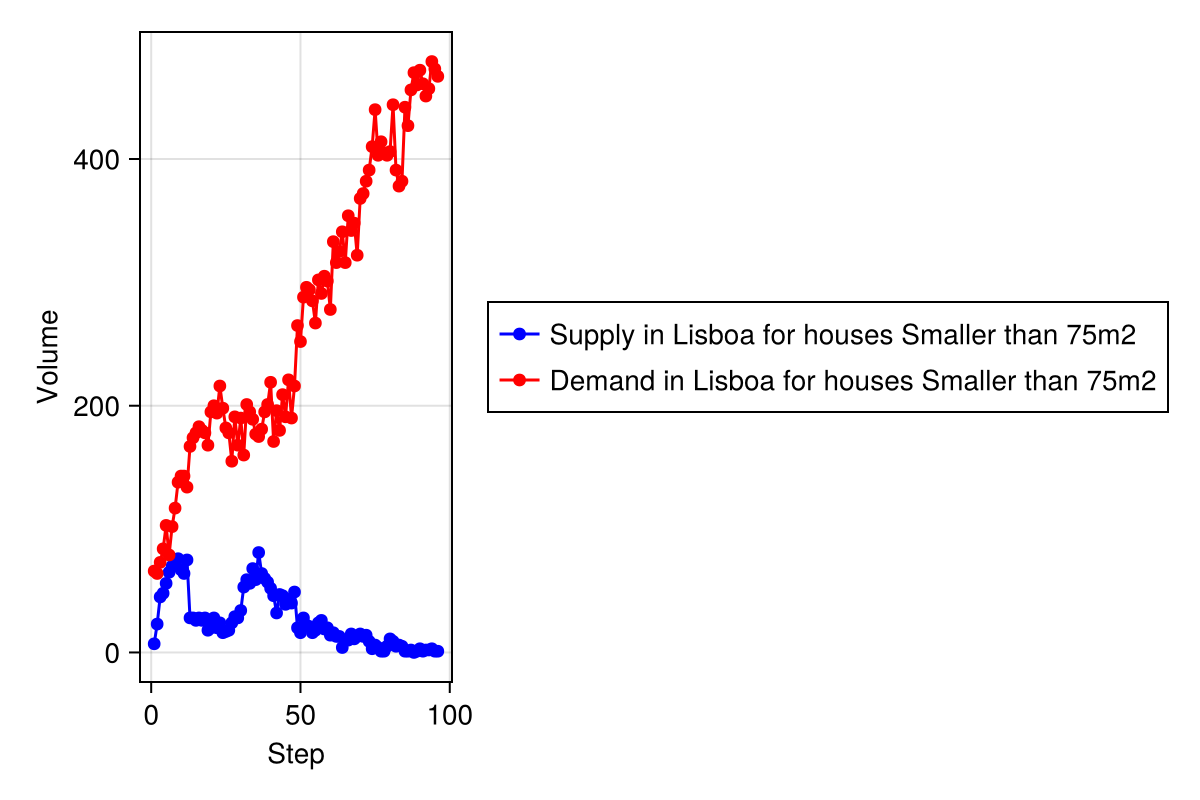 Volume
400
200
0
0
50
100
Step
Supply in Lisboa for houses Smaller than 75m2
Demand in Lisboa for houses Smaller than 75m2